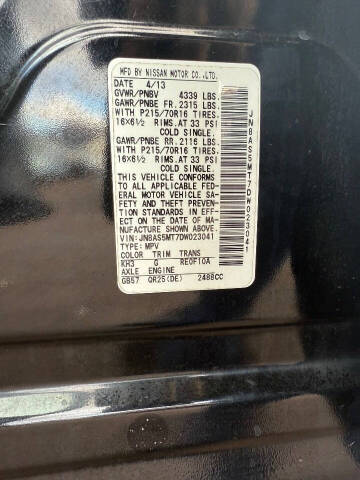 MFD BY NISSAN MOTOR CO.,LTD.
DATE 4/13
GVWR/PNBV 4339 LBS
GAWR/PNBE FR.2315 LBS
WITH P215/70R16 TIRES.
16X6½ RIMS.AT 33 PSI
COLD SINGLE.
GAWR/PNBE RR.2116 LBS
WITH P215/70R16 TIRES.
16X6½ RIMS.AT 33 PSI
COLD SINGLE.
THIS VEHICLE CONFORMS
TO ALL APPLICABLE FED-
ERAL MOTOR VEHICLE SA-
FETY AND THEFT PREVENTION
STANDARDS IN EFF-
ECT ON THE DATE OF MA-
NUFACTURE SHOWN ABOVE.
VIN:JN8AS5MT7DW023041
TYPE:MPV
COLOR TRIM TRANS
KH3 G RE0F10A
AXLE ENGINE
GB57 QR25(DE) 2488CC
JN8AS5MT7DW023041